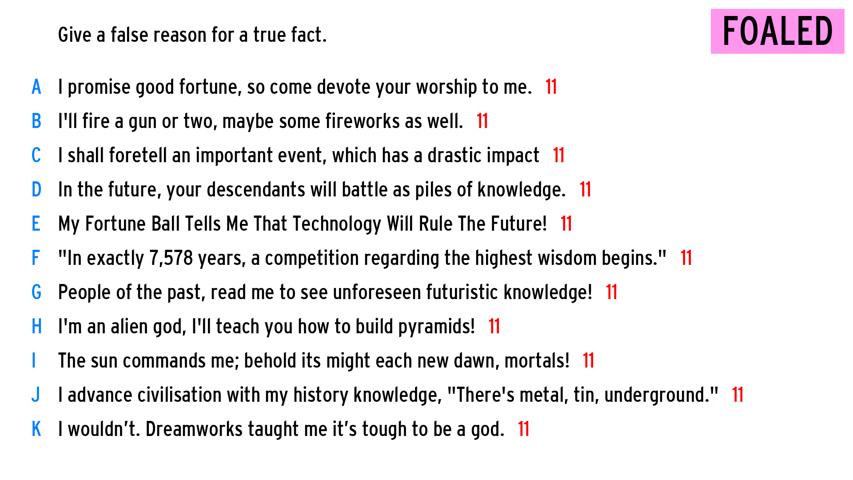 Give a false reason for a true fact.
FOALED
A I promise good fortune, so come devote your worship to me. 11
B I'll fire a gun or two, maybe some fireworks as well. 11
C I shall foretell an important event, which has a drastic impact 11
D In the future, your descendants will battle as piles of knowledge. 11
E My Fortune Ball Tells Me That Technology Will Rule The Future! 11
F "In exactly 7,578 years, a competition regarding the highest wisdom begins." 11
G People of the past, read me to see unforeseen futuristic knowledge! 11
H I'm an alien god, I'll teach you how to build pyramids! 11
I The sun commands me; behold its might each new dawn, mortals! 11
J I advance civilisation with my history knowledge, "There's metal, tin, underground." 11
K I wouldn’t. Dreamworks taught me it’s tough to be a god. 11